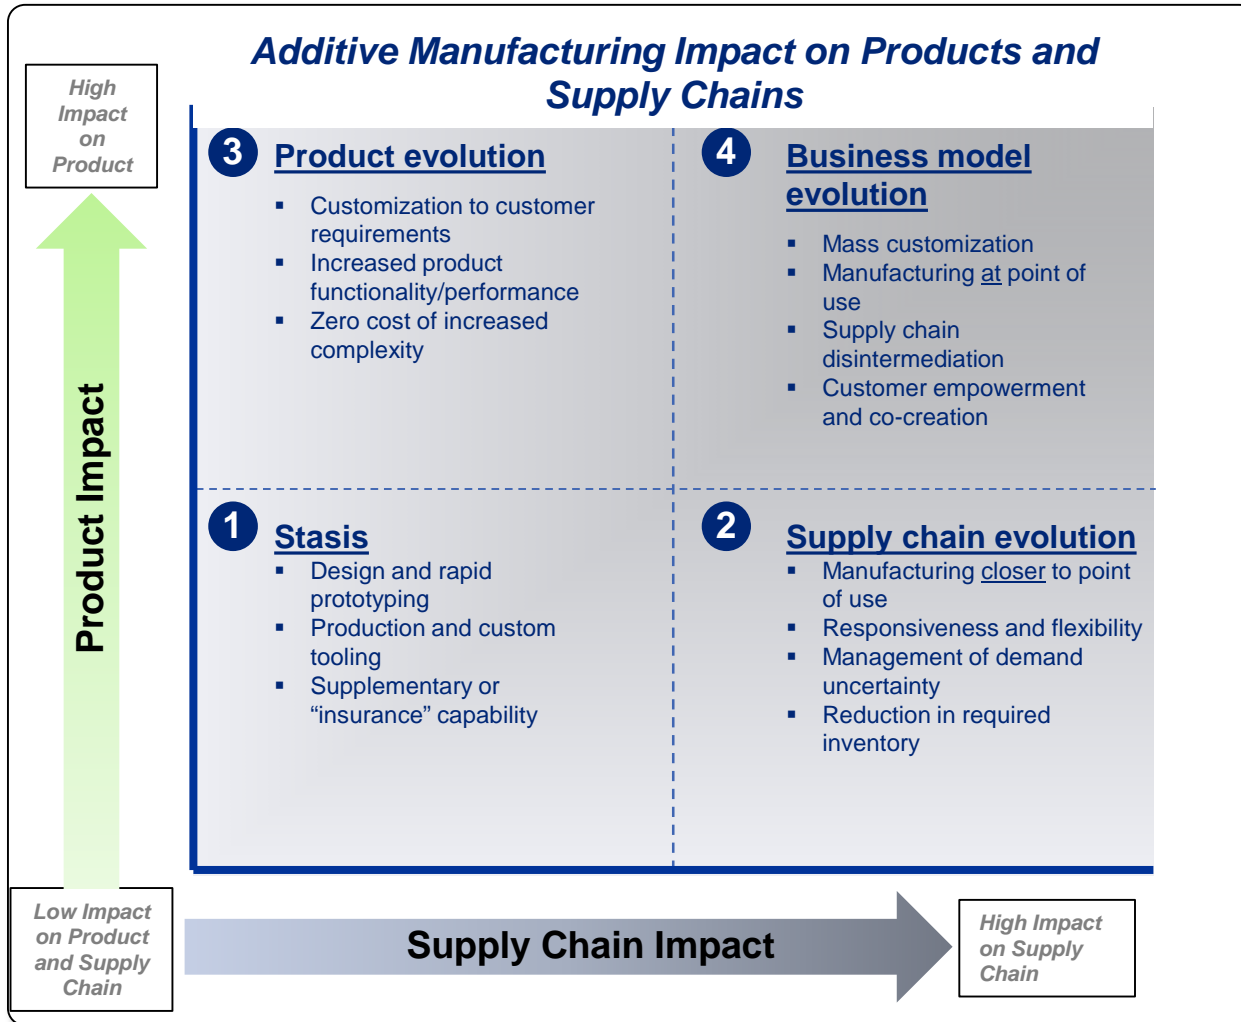 Additive Manufacturing Impact on Products and
Supply Chains
High
Impact
on
Product
3 Product evolution
▪ Customization to customer
requirements
▪ Increased product
functionality/performance
▪ Zero cost of increased
complexity
4 Business model
evolution
▪ Mass customization
▪ Manufacturing at point of
use
▪ Supply chain
disintermediation
▪ Customer empowerment
and co-creation
Product Impact
1 Stasis
▪ Design and rapid
prototyping
▪ Production and custom
tooling
▪ Supplementary or
“insurance” capability
2 Supply chain evolution
▪ Manufacturing closer to point
of use
▪ Responsiveness and flexibility
▪ Management of demand
uncertainty
▪ Reduction in required
inventory
Low Impact
on Product
and Supply
Chain
Supply Chain Impact
High Impact
on Supply
Chain